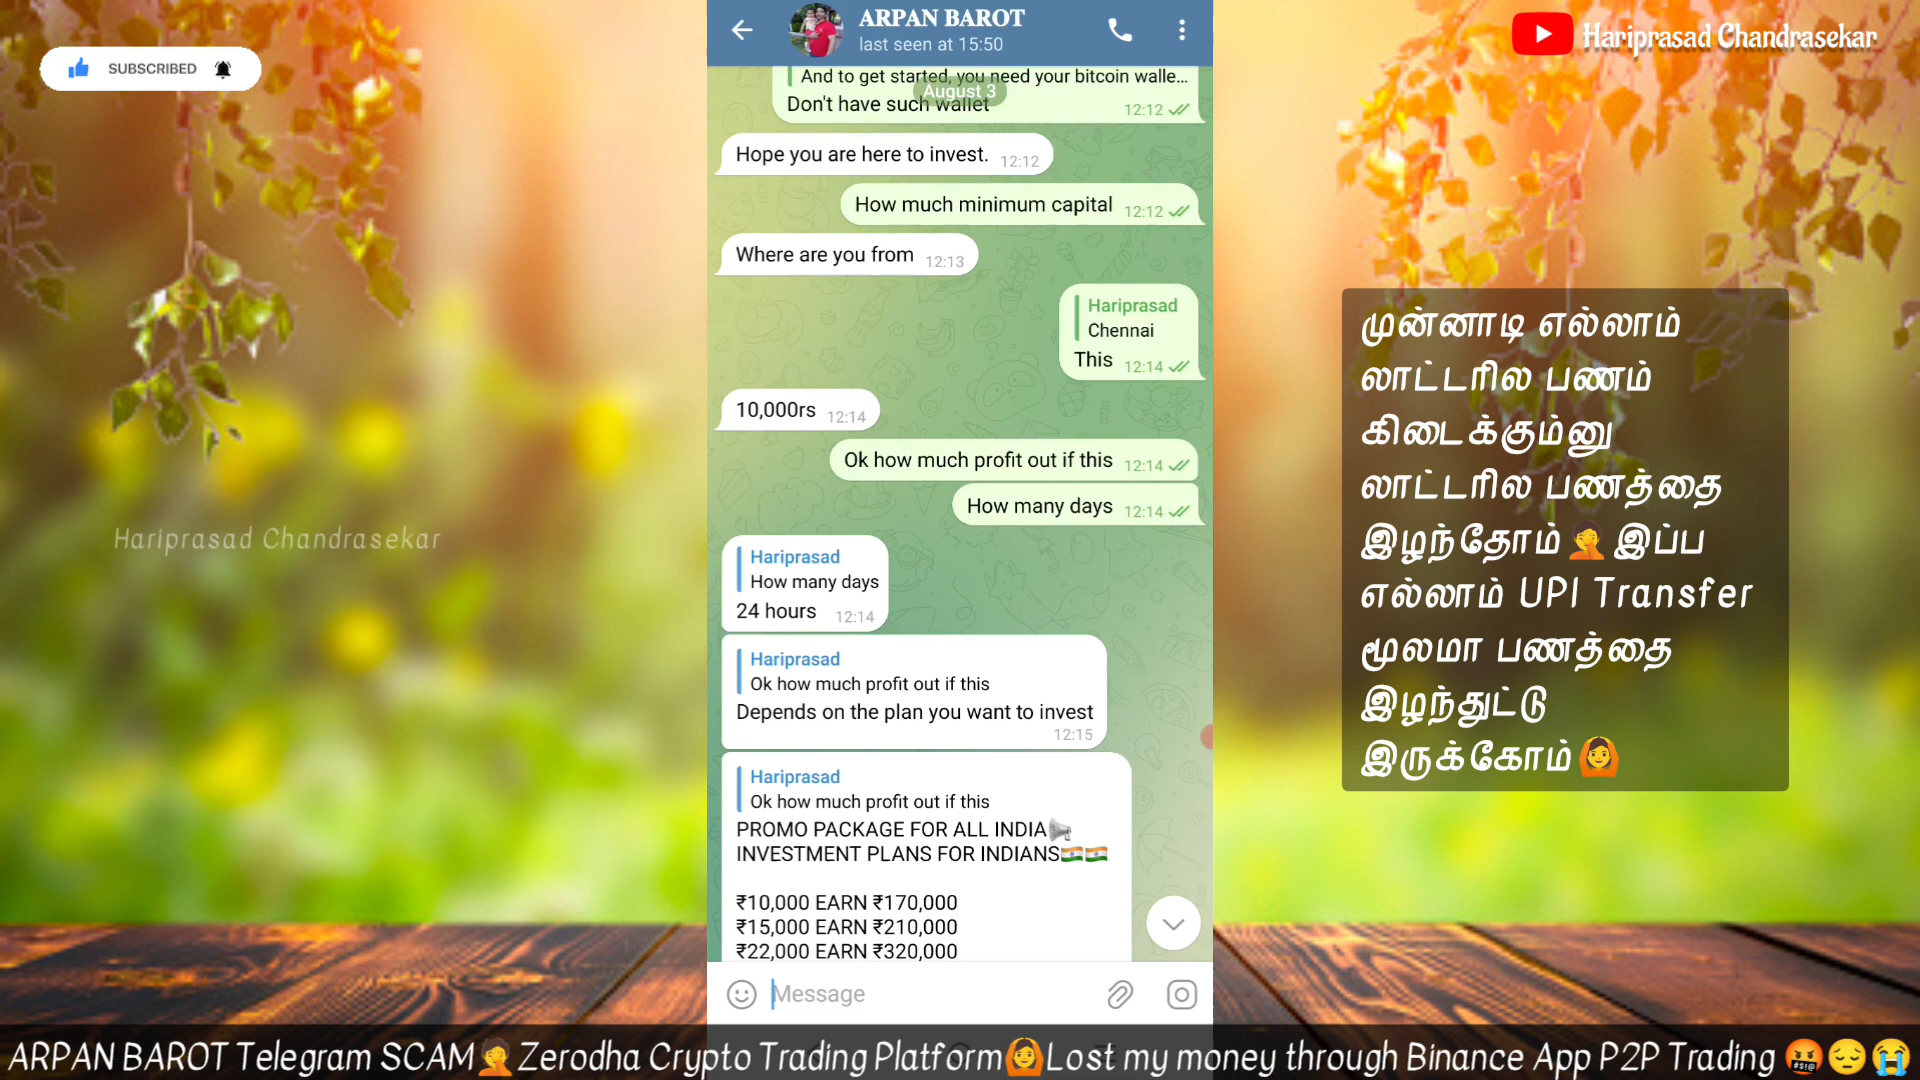 SUBSCRIBED
Hariprasad Chandrasekar
ARPAN BAROT
last seen at 15:50
Hariprasad Chandrasekar
And to get started, you need your bitcoin walle...
August 3
Don't have such wallet
12:12
Hope you are here to invest. 12:12
How much minimum capital 12:12
Where are you from 12:13
Hariprasad
Chennai
This 12:14
10,000rs 12:14
Ok how much profit out if this 12:14
How many days 12:14
Hariprasad
How many days
24 hours 12:14
Hariprasad
Ok how much profit out if this
Depends on the plan you want to invest
12:15
Hariprasad
Ok how much profit out if this
PROMO PACKAGE FOR ALL INDIA📢
INVESTMENT PLANS FOR INDIANS🇮🇳🇮🇳
₹10,000 EARN ₹170,000
₹15,000 EARN ₹210,000
₹22,000 EARN ₹320,000
Message
முன்னாடி எல்லாம்
லாட்டரில பணம்
கிடைக்கும்னு
லாட்டரில பணத்தை
இழந்தோம்🤦இப்ப
எல்லாம் UPI Transfer
மூலமா பணத்தை
இழந்துட்டு
இருக்கோம்🙆
ARPAN BAROT Telegram SCAM🤦Zerodha Crypto Trading Platform🙆Lost my money through Binance App P2P Trading 🤬😔😭